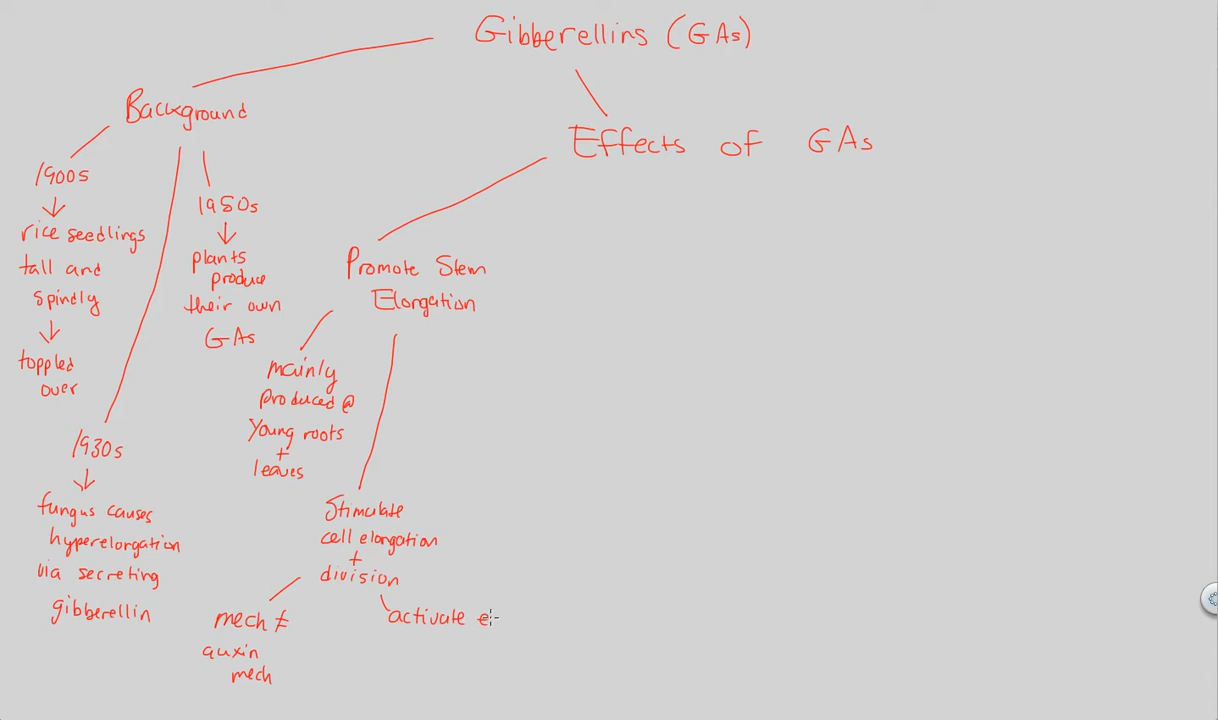 Gibberellins (GAs)
Background
Effects of GAs
1900s
↓
rice seedlings
tall and
spindly
↓
toppled
over
1950s
↓
plants
produce
their own
GAs
1930s
↓
fungus causes
hyperelongation
via secreting
gibberellin
Promote Stem
Elongation
mainly
produced @
Young roots
+
leaves
Stimulate
cell elongation
+
division
mech ≠
auxin
mech
activate e